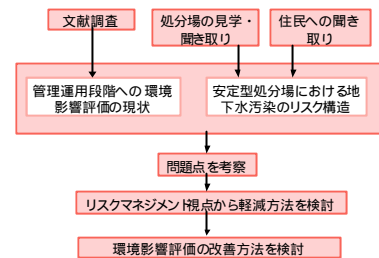 文献調査
処分場の見学・
聞き取り
住民への聞き
取り
管理運用段階への環境
影響評価の現状
安定型処分場における地
下水汚染のリスク構造
問題点を考察
リスクマネジメント視点から軽減方法を検討
環境影響評価の改善方法を検討